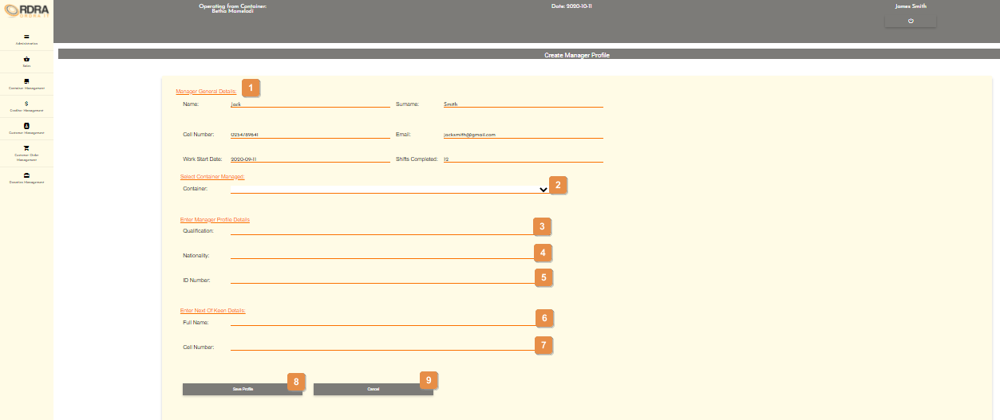 RDRA
ORDRA IT
Operating from Container:
Betha Mamelodi
Date: 2020-10-11
James Smith
Administration
Sales
Container Management
Creditor Management
Customer Management
Customer Order
Management
Donation Management
Create Manager Profile
Manager General Details: 1
Name: Jack Surname: Smith
Cell Number: 0234789641 Email: jacksmith@gmail.com
Work Start Date: 2020-09-11 Shifts Completed: 12
Select Container Managed:
Container: 2
Enter Manager Profile Details
Qualification: 3
Nationality: 4
ID Number: 5
Enter Next Of Keen Details:
Full Name: 6
Cell Number: 7
Save Profile 8 Cancel 9